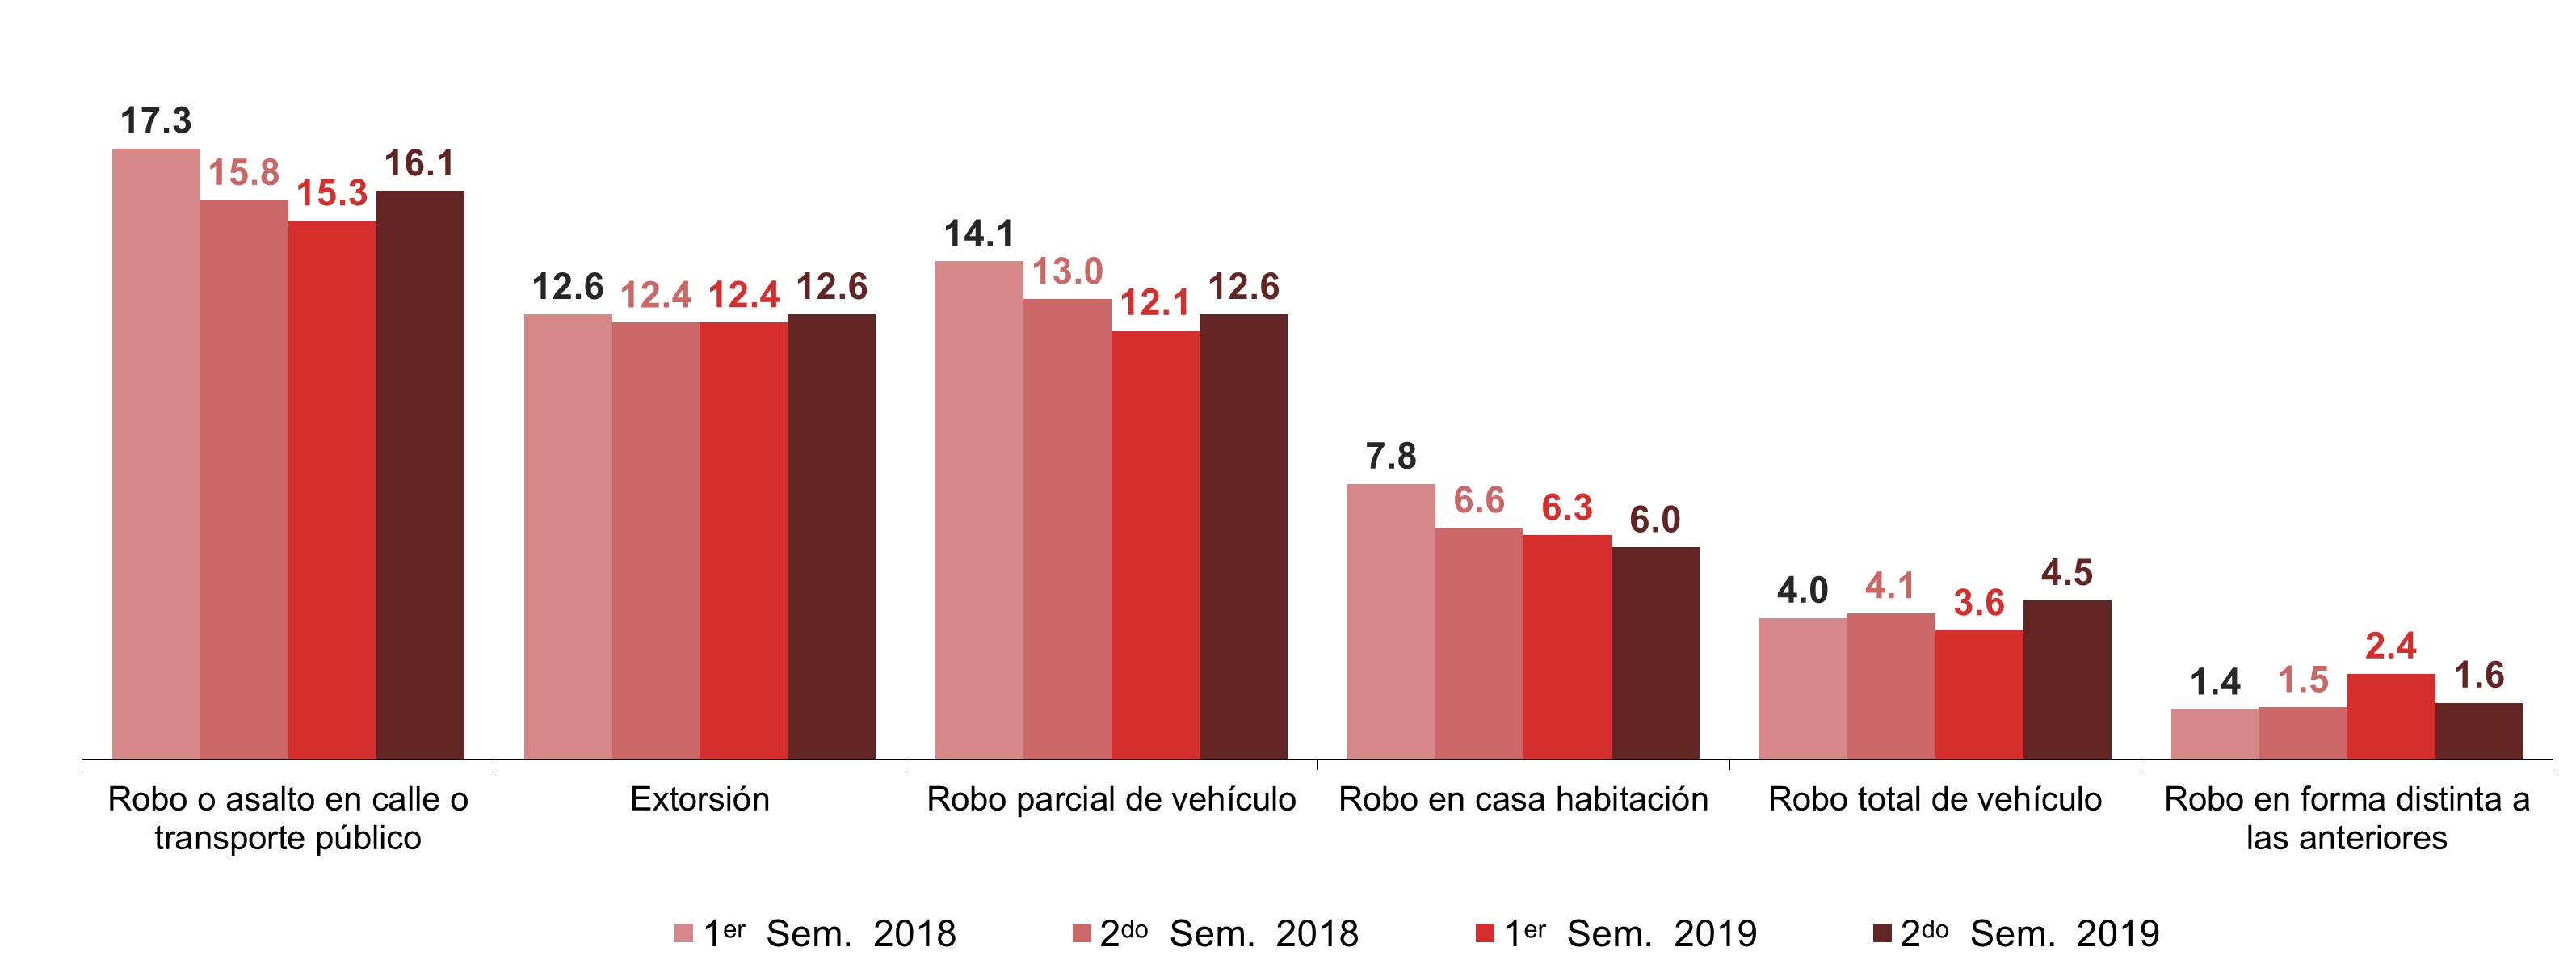 17.3
15.8
15.3
16.1
12.6
12.4
12.4
12.6
14.1
13.0
12.1
12.6
7.8
6.6
6.3
6.0
4.0
4.1
3.6
4.5
1.4
1.5
2.4
1.6
Robo o asalto en calle o
transporte público
Extorsión
Robo parcial de vehículo
Robo en casa habitación
Robo total de vehículo
Robo en forma distinta a
las anteriores
1er Sem. 2018
2do Sem. 2018
1er Sem. 2019
2do Sem. 2019